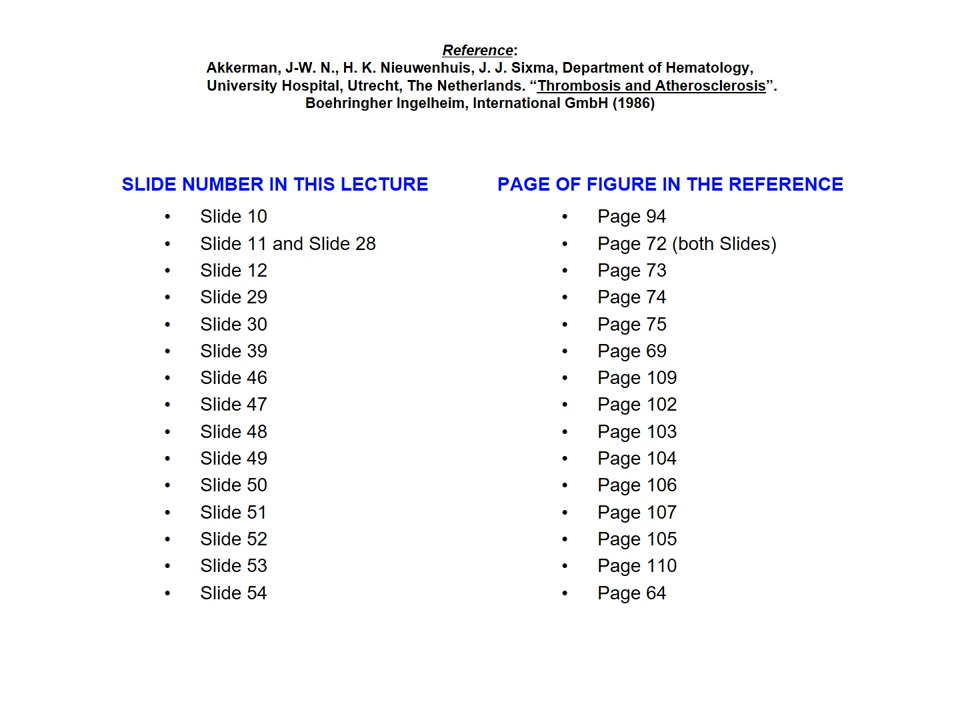 Reference:
Akkerman, J-W. N., H. K. Nieuwenhuis, J. J. Sixma, Department of Hematology,
University Hospital, Utrecht, The Netherlands. “Thrombosis and Atherosclerosis”.
Boehringher Ingelheim, International GmbH (1986)
SLIDE NUMBER IN THIS LECTURE
• Slide 10
• Slide 11 and Slide 28
• Slide 12
• Slide 29
• Slide 30
• Slide 39
• Slide 46
• Slide 47
• Slide 48
• Slide 49
• Slide 50
• Slide 51
• Slide 52
• Slide 53
• Slide 54
PAGE OF FIGURE IN THE REFERENCE
• Page 94
• Page 72 (both Slides)
• Page 73
• Page 74
• Page 75
• Page 69
• Page 109
• Page 102
• Page 103
• Page 104
• Page 106
• Page 107
• Page 105
• Page 110
• Page 64